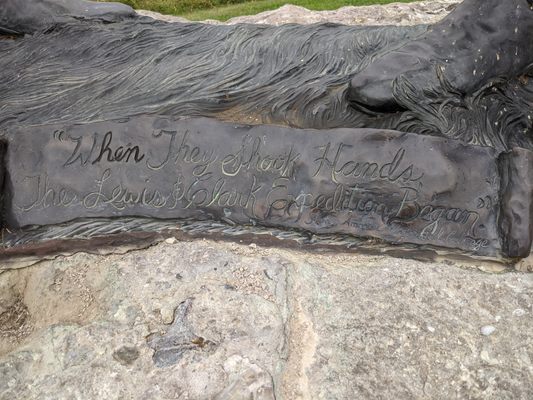 "When They Shook Hands,
The Lewis & Clark Expedition Began"